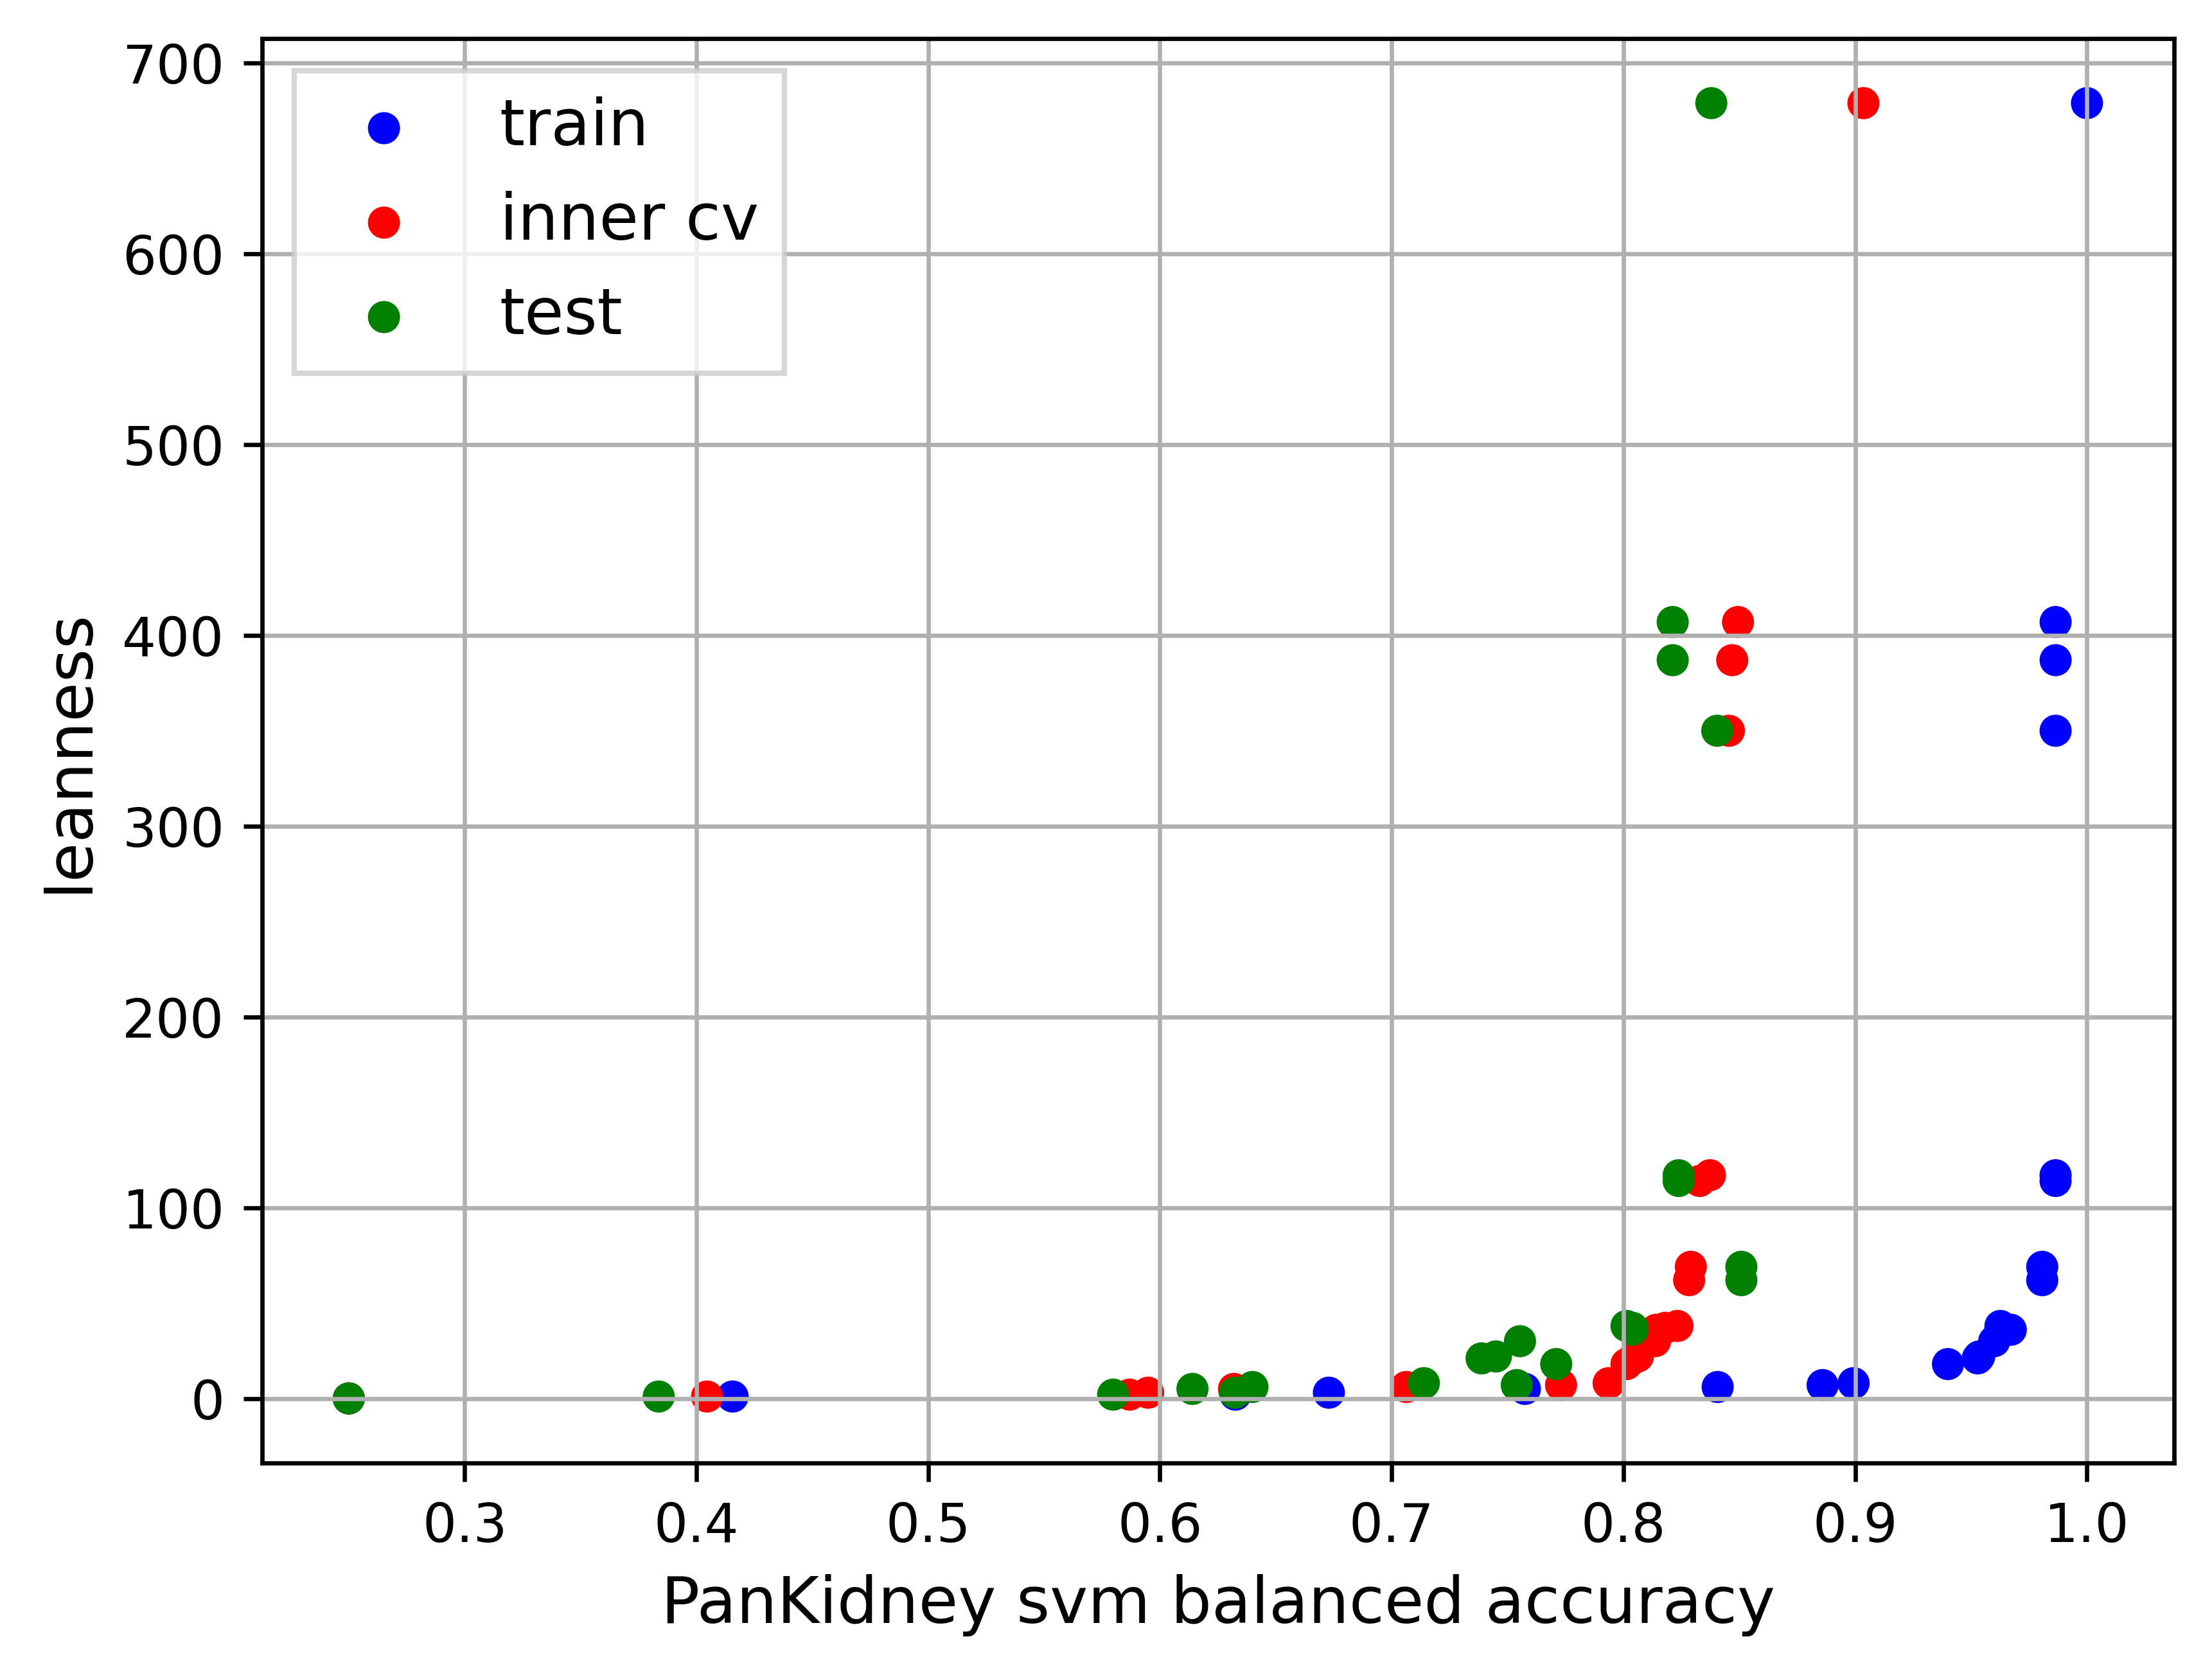 700
600
500
400
300
200
100
0
leanness
train
inner cv
test
0.3 0.4 0.5 0.6 0.7 0.8 0.9 1.0
PanKidney svm balanced accuracy